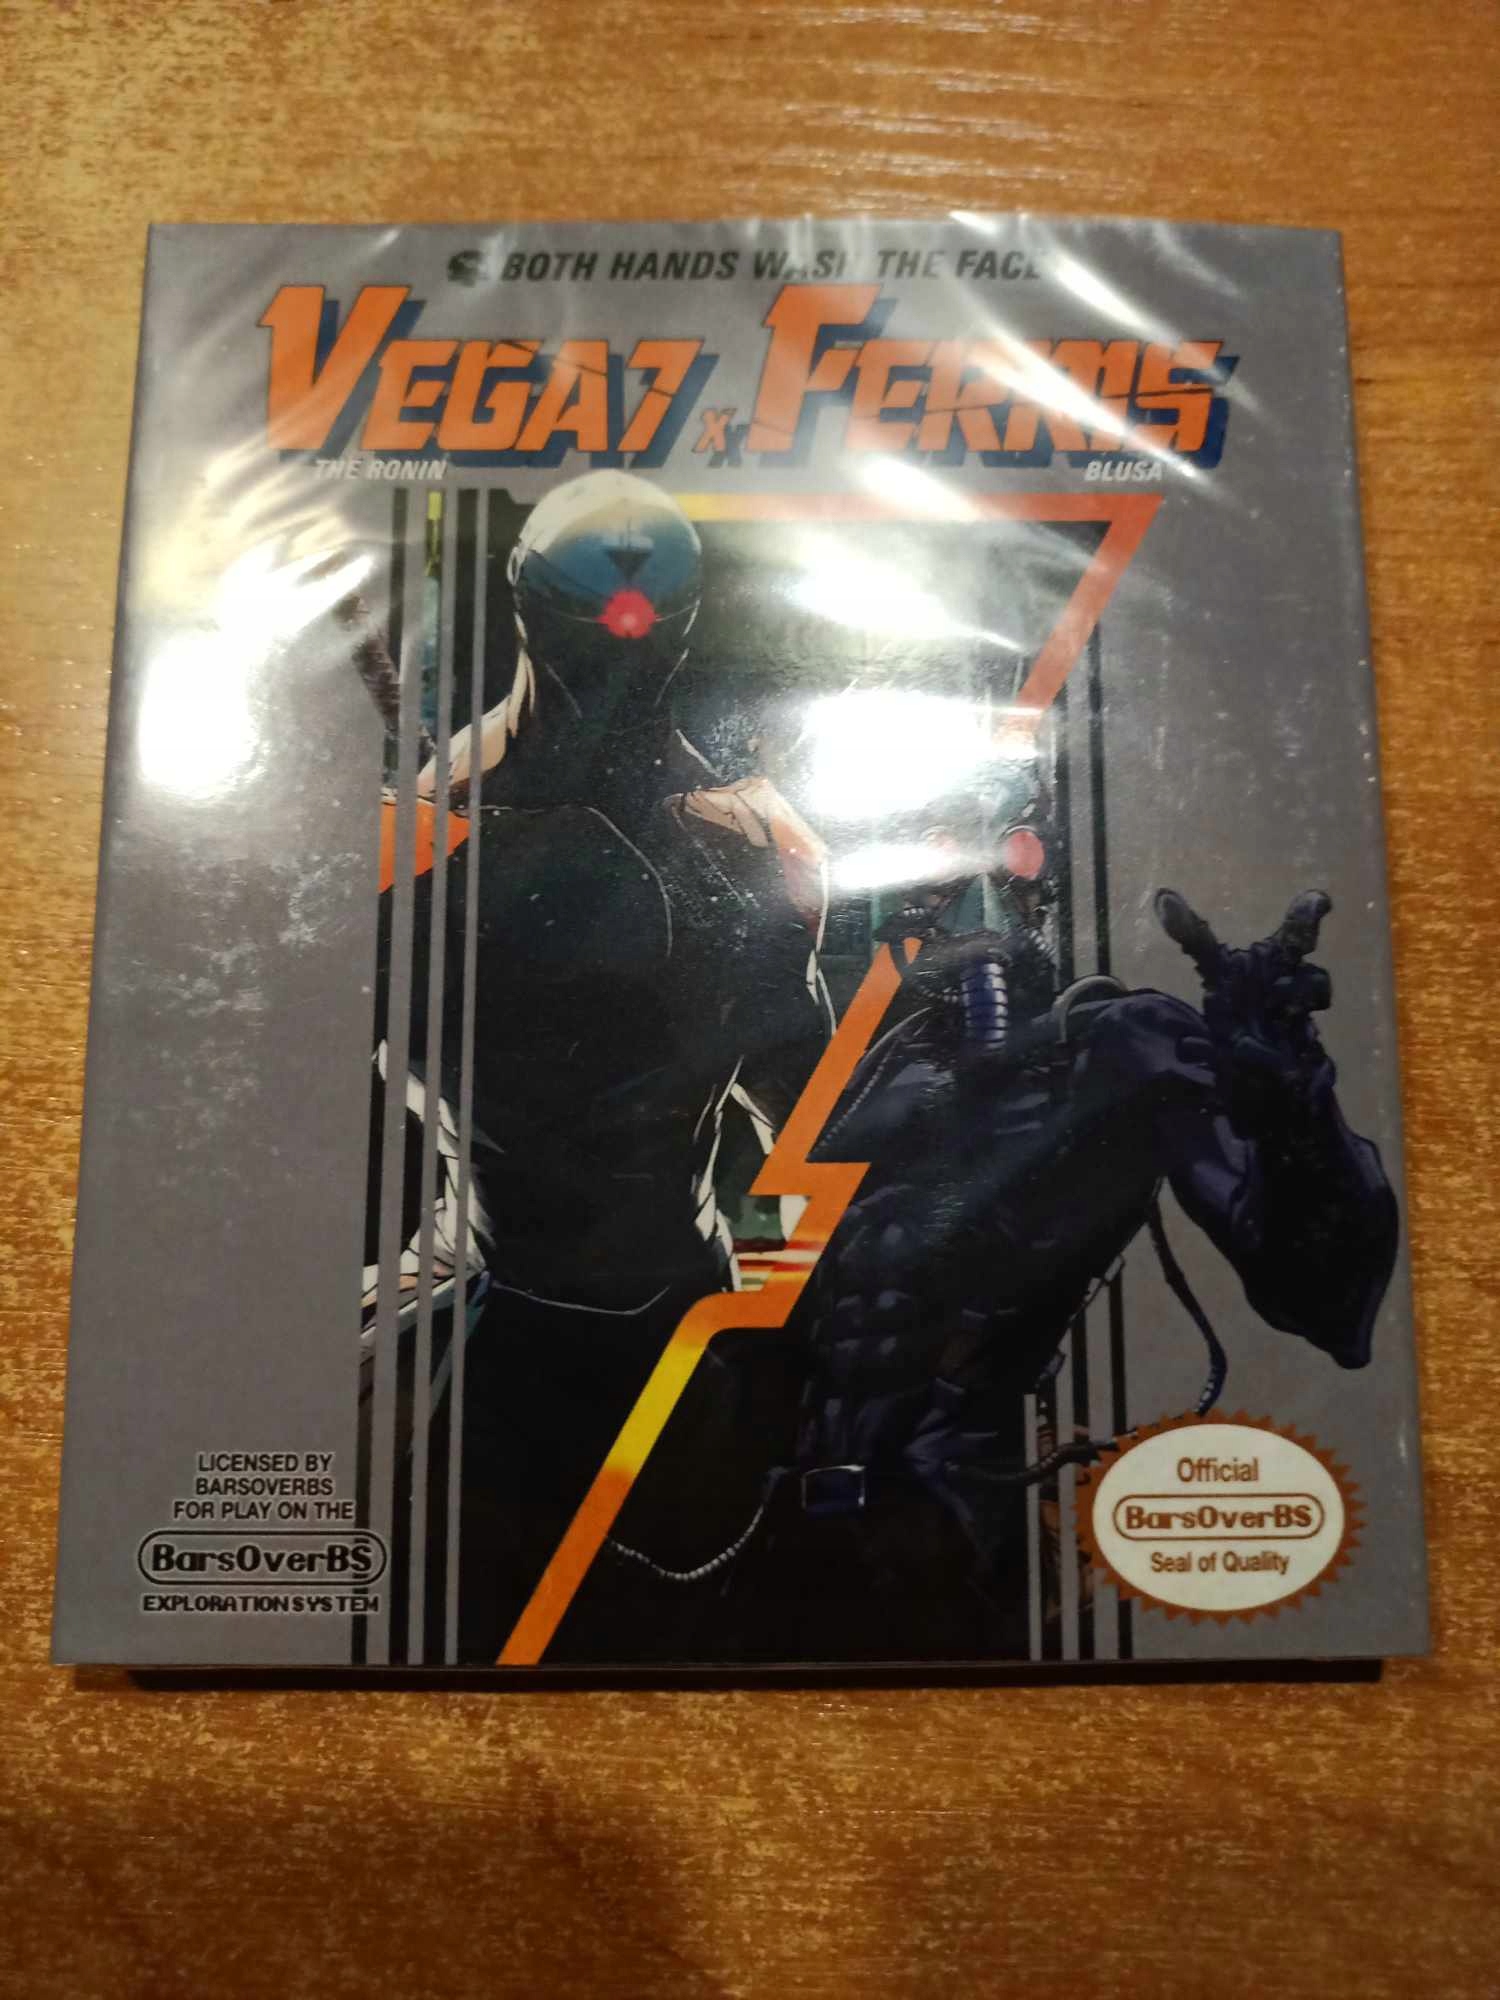 BOTH HANDS WASH THE FACE
VEGA7 XX FERRIS
THE RONIN
BLUSA
LICENSED BY
BARSOVERBS
FOR PLAY ON THE
BarsOverBS
EXPLORATION SYSTEM
Official
BarsOverBS
Seal of Quality